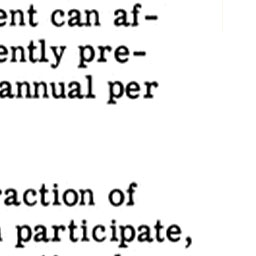 ent can af-
ently pre-
annual per
raction of
participate,